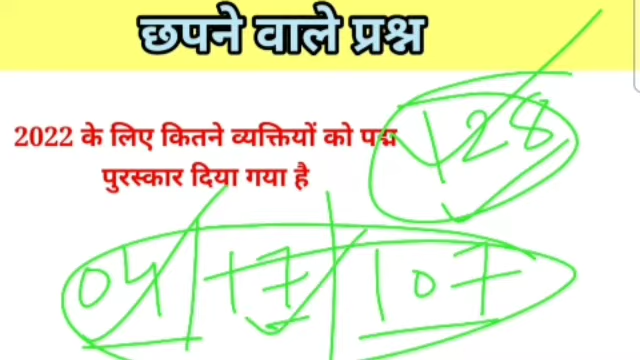 छपने वाले प्रश्न
2022 के लिए कितने व्यक्तियों को पद्म
पुरस्कार दिया गया है
128
04 17 107